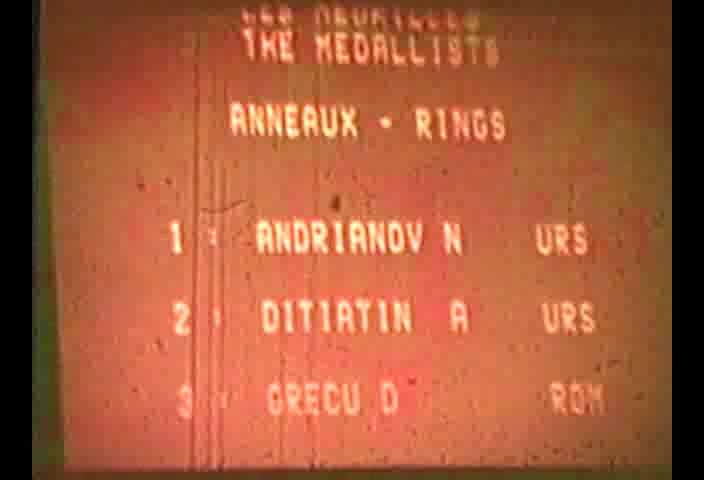 THE MEDALLISTS
ANNEAUX - RINGS
1 : ANDRIANOV N URS
2 : DITIATIN A URS
3 : GRECU D ROM